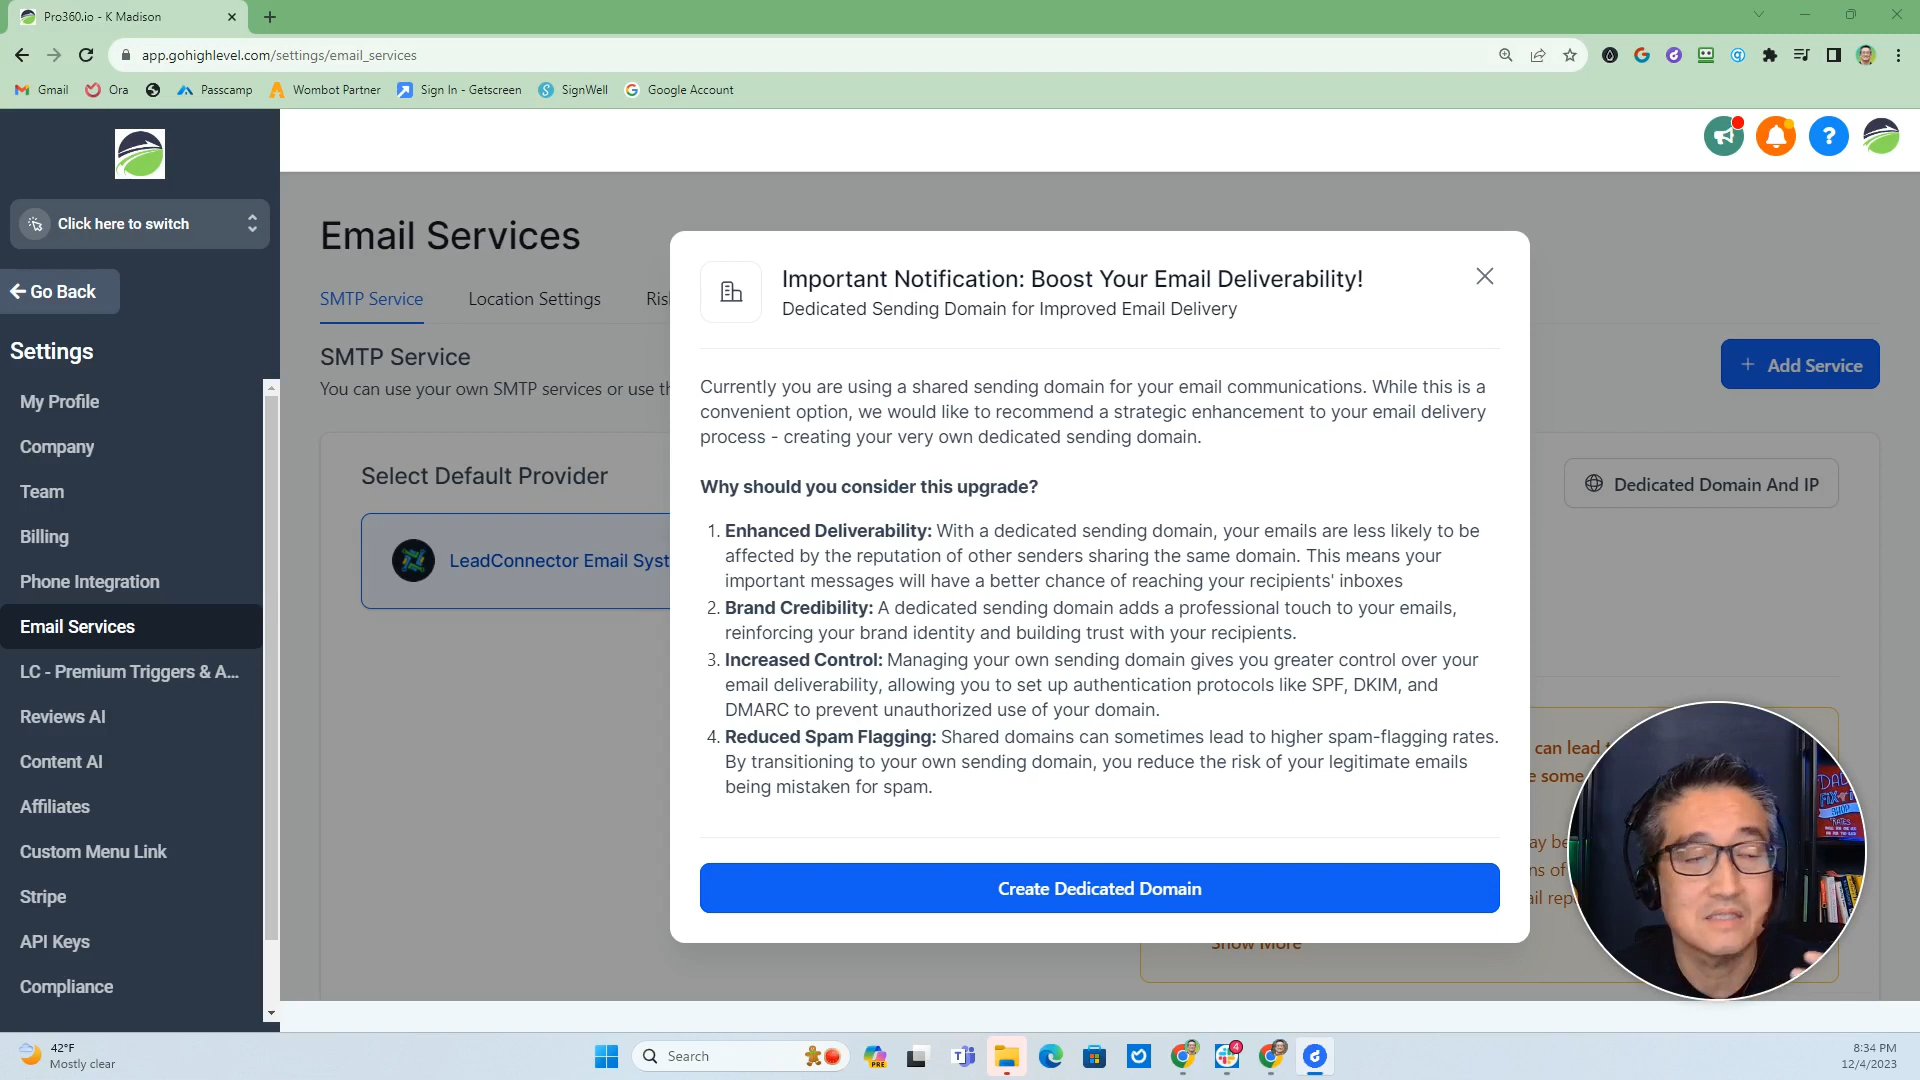 Pro360.io - K Madison
app.gohighlevel.com/settings/email_services
Gmail
Ora
Passcamp
Wombot Partner
Sign In - Getscreen
SignWell
Google Account
Click here to switch
Go Back
Settings
My Profile
Company
Team
Billing
Phone Integration
Email Services
LC - Premium Triggers & A...
Reviews AI
Content AI
Affiliates
Custom Menu Link
Stripe
API Keys
Compliance
Email Services
SMTP Service
Location Settings
SMTP Service
You can use your own SMTP services or use
Add Service
Select Default Provider
Dedicated Domain And IP
LeadConnector Email Syst
Important Notification: Boost Your Email Deliverability!
Dedicated Sending Domain for Improved Email Delivery
Currently you are using a shared sending domain for your email communications. While this is a
convenient option, we would like to recommend a strategic enhancement to your email delivery
process - creating your very own dedicated sending domain.
Why should you consider this upgrade?
1. Enhanced Deliverability: With a dedicated sending domain, your emails are less likely to be
affected by the reputation of other senders sharing the same domain. This means your
important messages will have a better chance of reaching your recipients' inboxes
2. Brand Credibility: A dedicated sending domain adds a professional touch to your emails,
reinforcing your brand identity and building trust with your recipients.
3. Increased Control: Managing your own sending domain gives you greater control over your
email deliverability, allowing you to set up authentication protocols like SPF, DKIM, and
DMARC to prevent unauthorized use of your domain.
4. Reduced Spam Flagging: Shared domains can sometimes lead to higher spam-flagging rates.
By transitioning to your own sending domain, you reduce the risk of your legitimate emails
being mistaken for spam.
Create Dedicated Domain
can lead
some
Show More
DAD
FIX-IT
SHOP
RATES
42°F
Mostly clear
Search
PRE
4
8:34 PM
12/4/2023